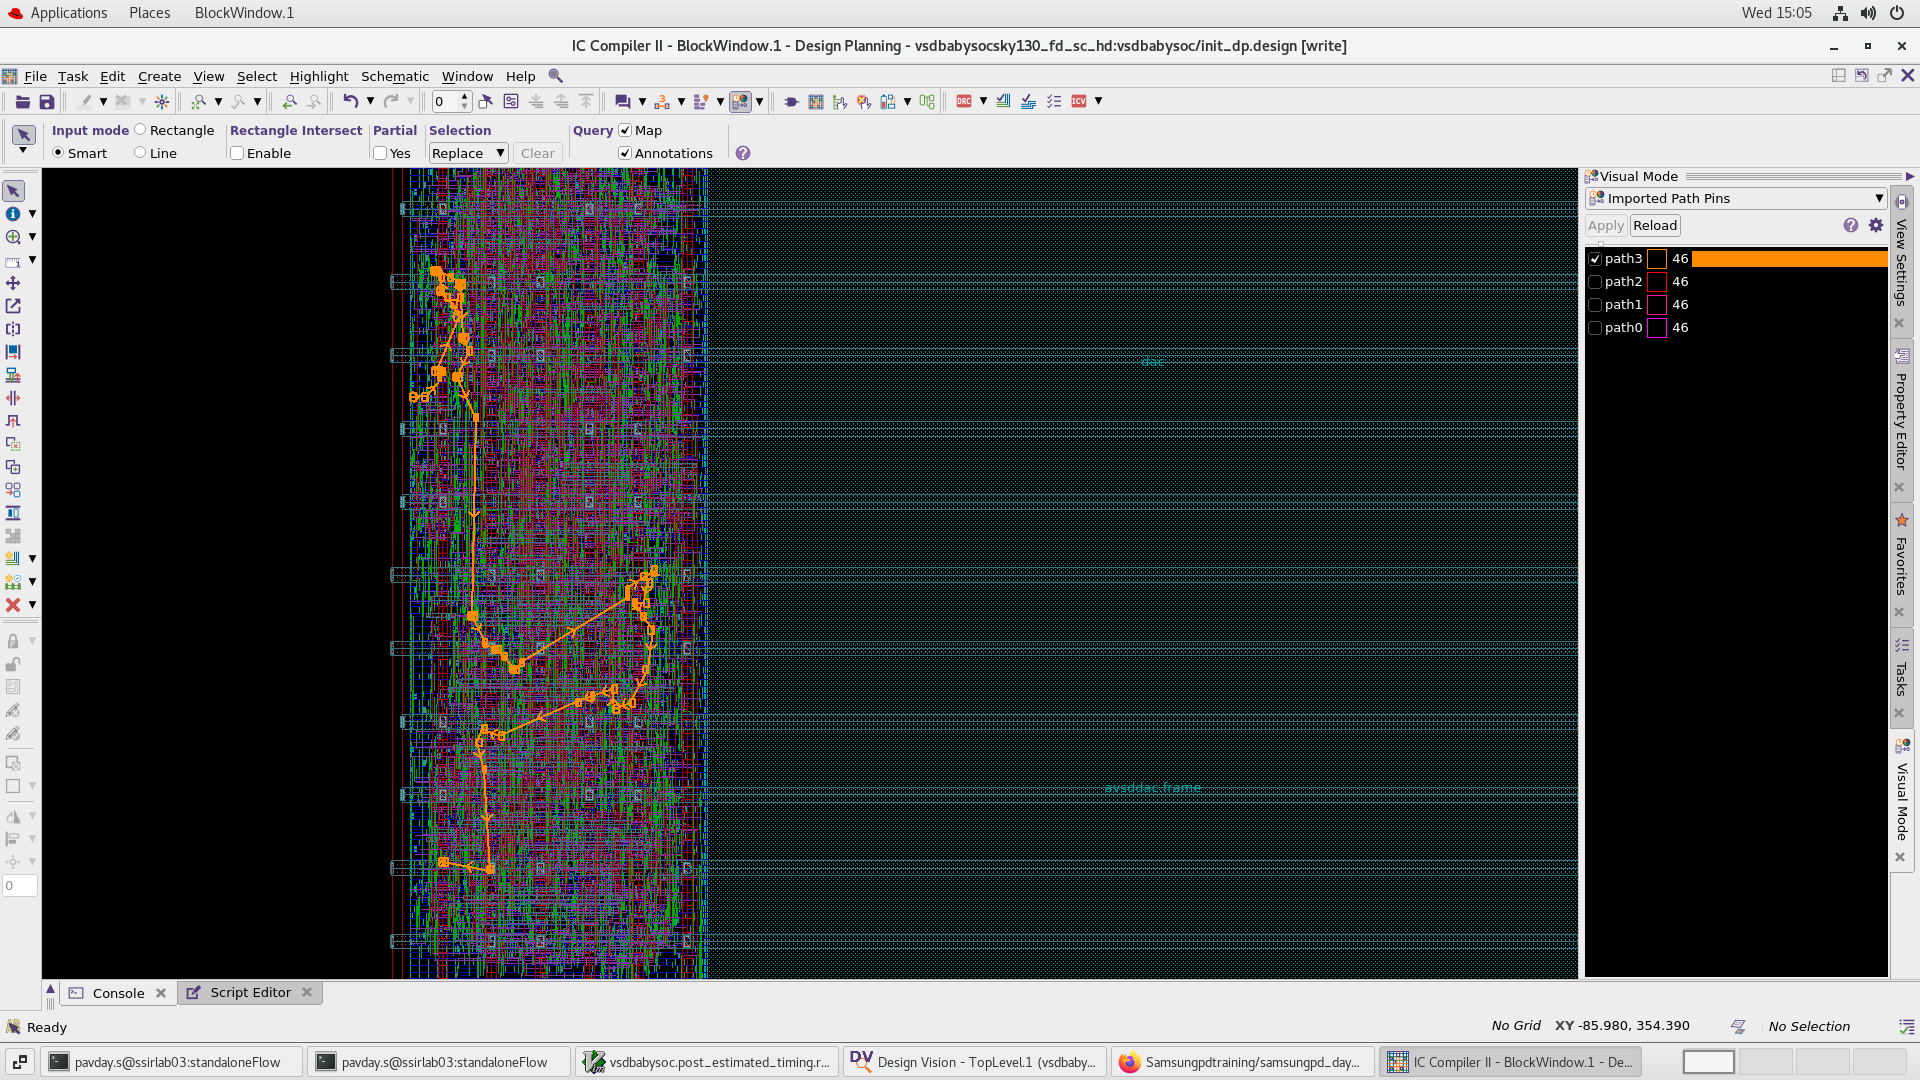 Applications Places BlockWindow.1 Wed 15:05
IC Compiler II - BlockWindow.1 - Design Planning - vsdbabysocsky130_fd_sc_hd:vsdbabysoc/init_dp.design [write]
File Task Edit Create View Select Highlight Schematic Window Help
0 DRC ICV
Input mode Rectangle Rectangle Intersect Partial Selection Query Map
Smart Line Enable Yes Replace Clear Annotations
Visual Mode
Imported Path Pins
Apply Reload
path3 46
path2 46
path1 46
path0 46
dac
avsddac.frame
View Settings
Property Editor
Favorites
Tasks
Visual Mode
0
Console Script Editor
Ready No Grid XY -85.980, 354.390 No Selection
pavday.s@ssirlab03:standaloneFlow pavday.s@ssirlab03:standaloneFlow vsdbabysoc.post_estimated_timing.r... Design Vision - TopLevel.1 (vsdbaby... Samsungpdtraining/samsungpd_day... IC Compiler II - BlockWindow.1 - De...